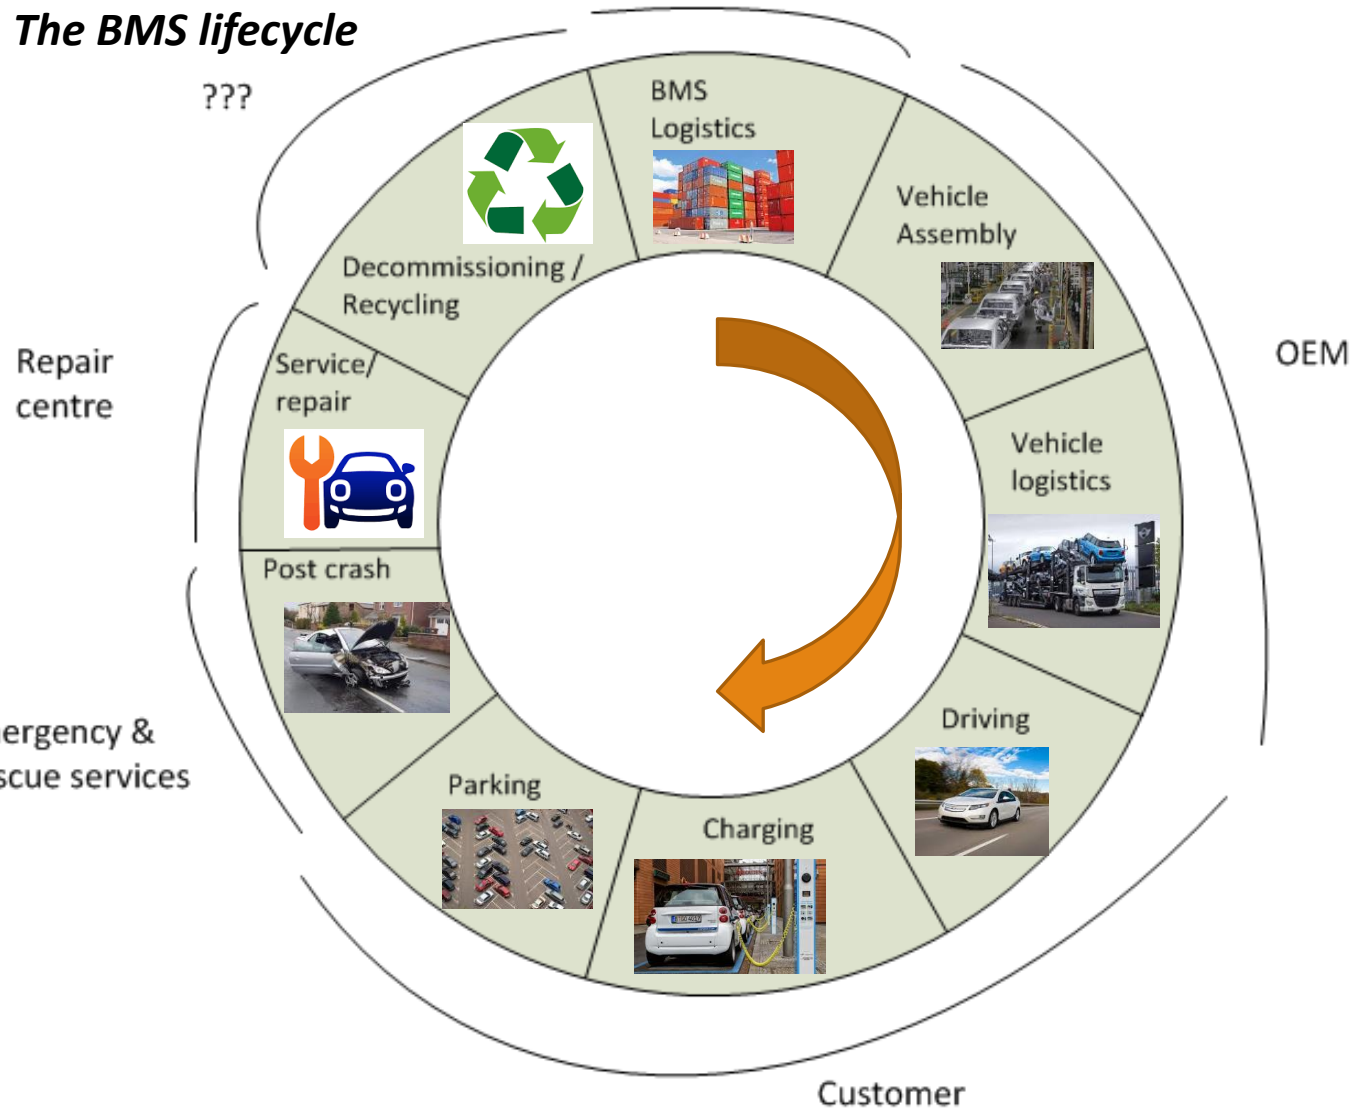 The BMS lifecycle
???
BMS
Logistics
Vehicle
Assembly
OEM
Decommissioning /
Recycling
Repair
centre
Service/
repair
Vehicle
logistics
Post crash
ergency &
scue services
Driving
Parking
Charging
Customer